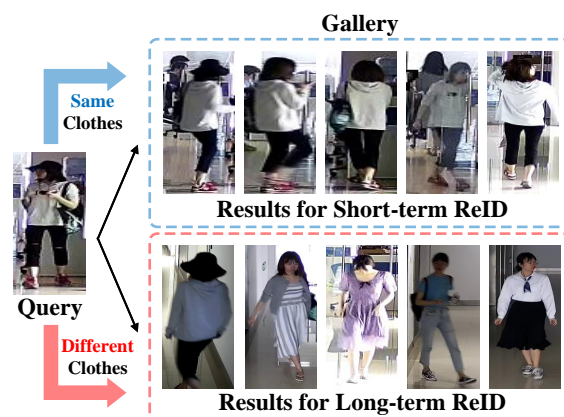 Gallery
Same
Clothes
Results for Short-term ReID
Query
Different
Clothes
Results for Long-term ReID